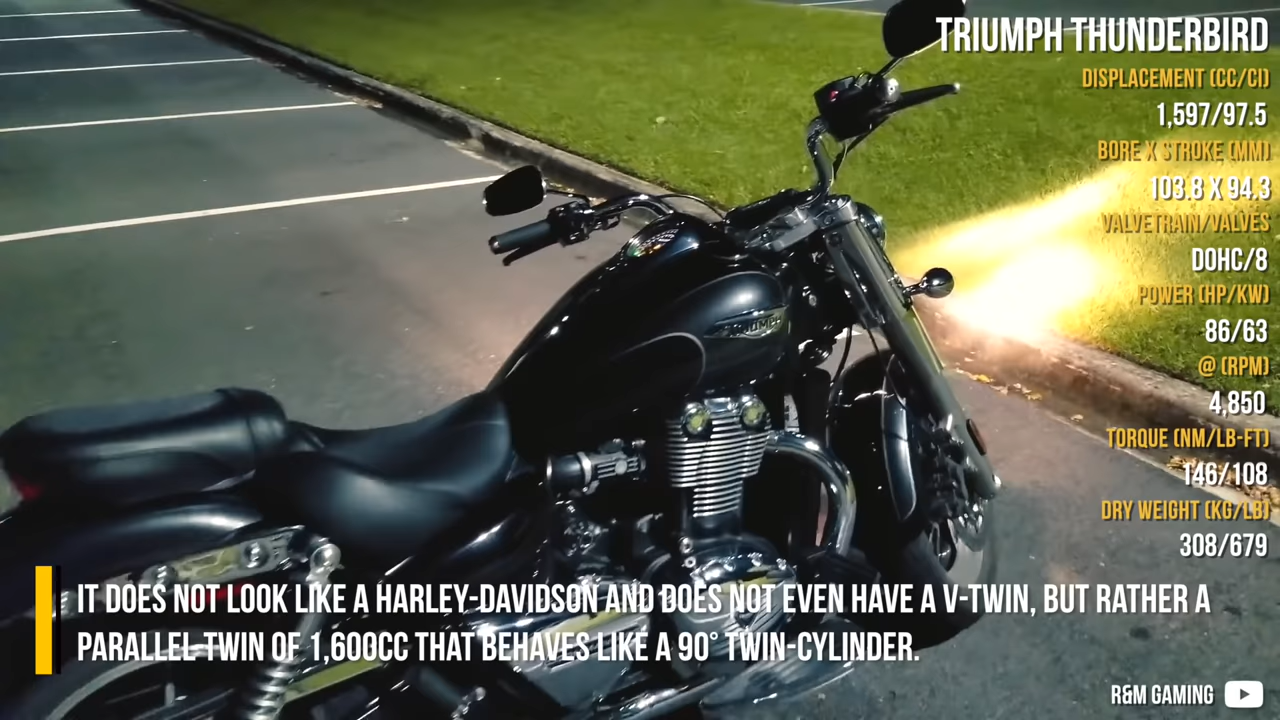 TRIUMPH THUNDERBIRD
DISPLACEMENT (CC/CI)
1,597/97.5
BORE X STROKE (MM)
103.8 X 94.3
VALVETRAIN/VALVES
DOHC/8
POWER (HP/KW)
86/63
@ (RPM)
4,850
TORQUE (NM/LB-FT)
146/108
DRY WEIGHT (KG/LB)
308/679
TRIUMPH
IT DOES NOT LOOK LIKE A HARLEY-DAVIDSON AND DOES NOT EVEN HAVE A V-TWIN, BUT RATHER A
PARALLEL-TWIN OF 1,600CC THAT BEHAVES LIKE A 90° TWIN-CYLINDER.
R&M GAMING